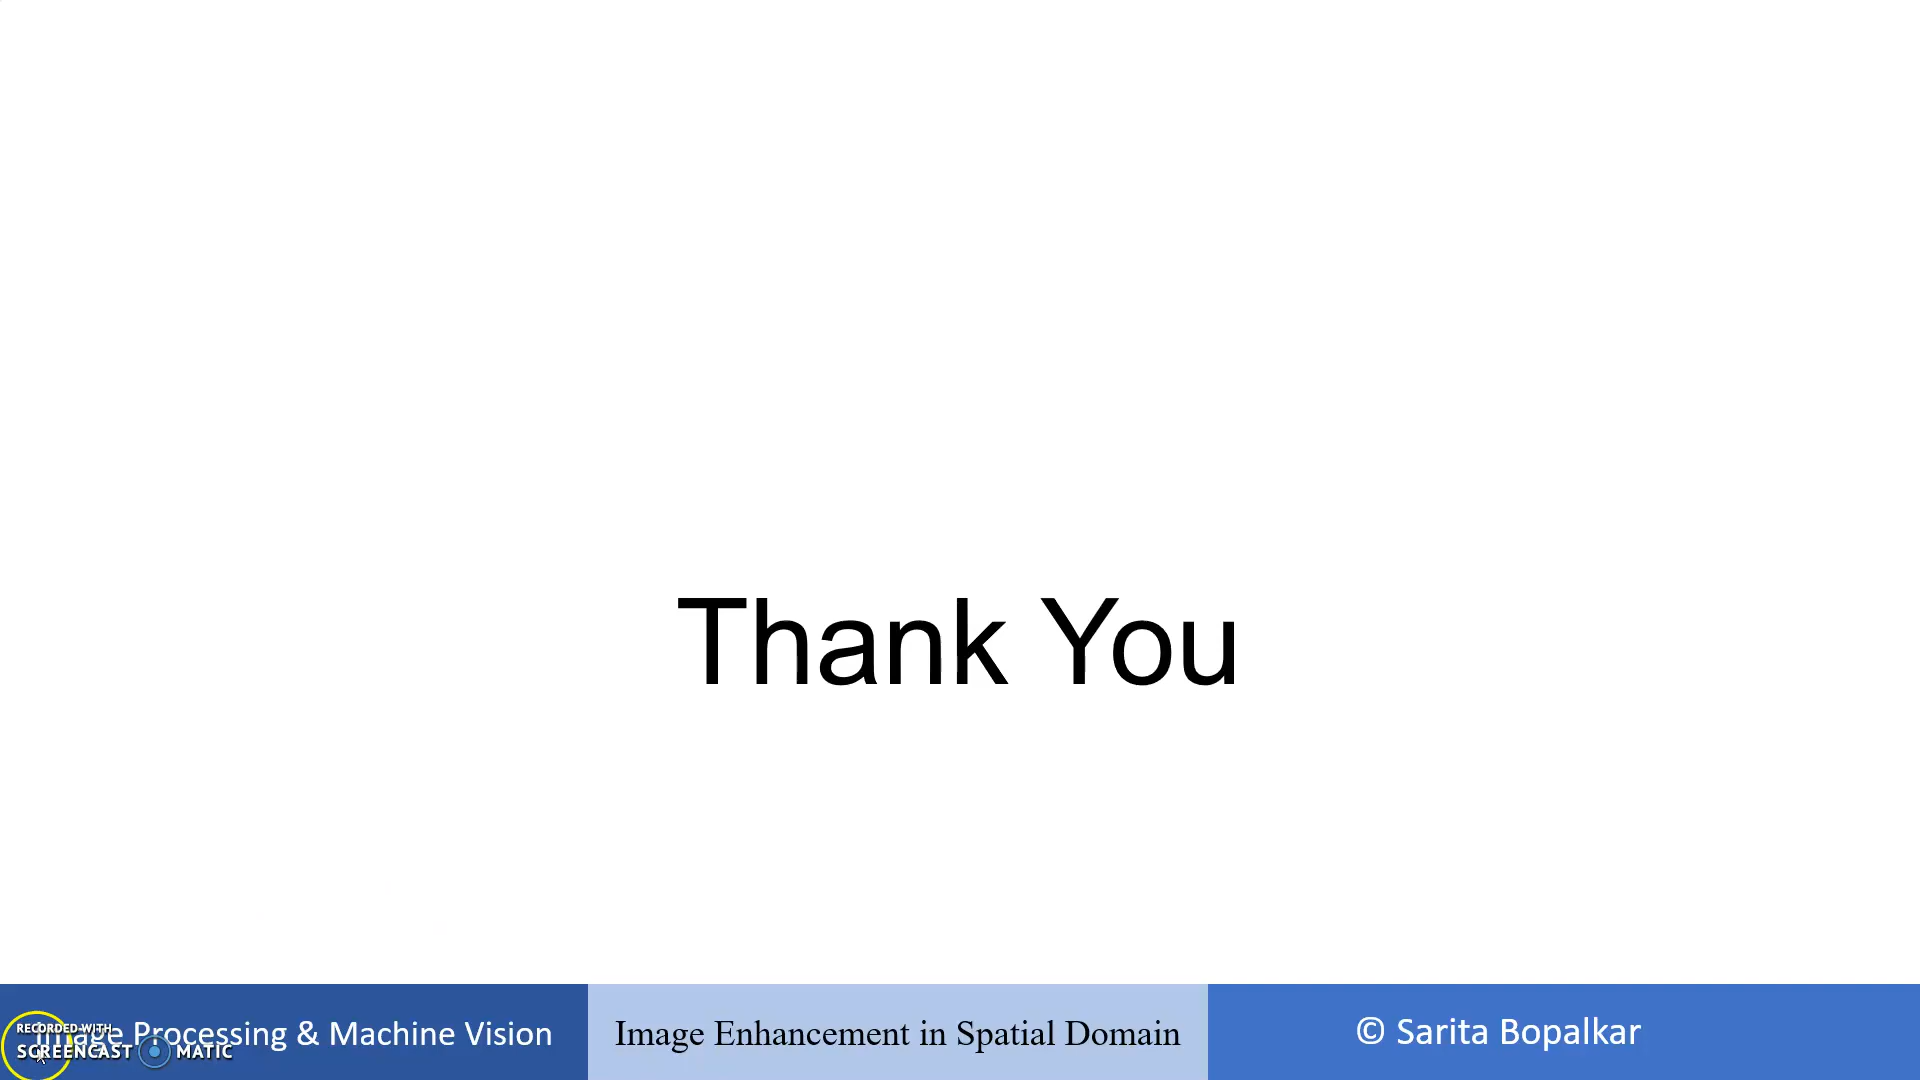 Thank You
Image Processing & Machine Vision
Image Enhancement in Spatial Domain
© Sarita Bopalkar
RECORDED WITH
SCREENCAST MATIC